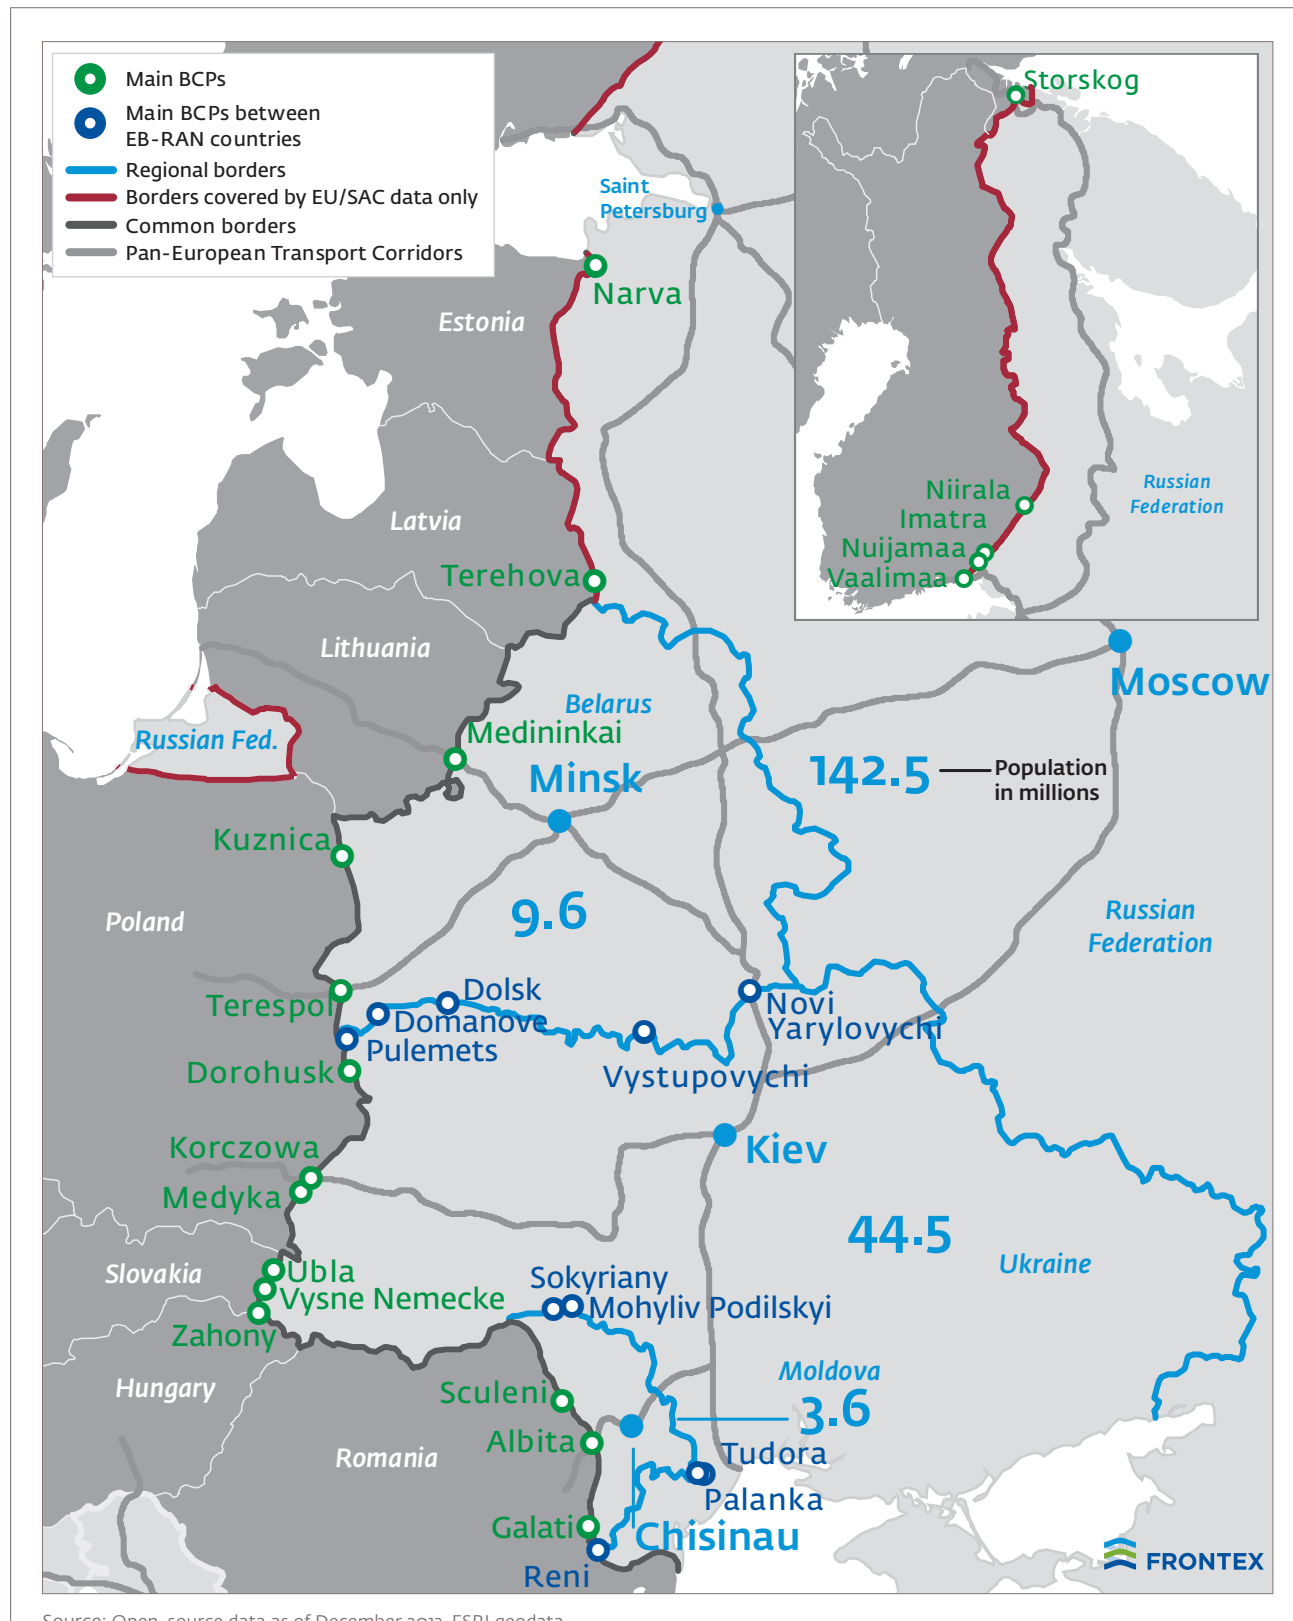 Main BCPs
Main BCPs between
EB-RAN countries
Regional borders
Borders covered by EU/SAC data only
Common borders
Pan-European Transport Corridors
Storskog
Saint
Petersburg
Narva
Estonia
Niirala
Imatra
Nuijamaa
Vaalimaa
Russian
Federation
Latvia
Terehova
Lithuania
Moscow
Belarus
Russian Fed.
Medininkai
Minsk
142.5
Population
in millions
Kuznica
9.6
Poland
Russian
Federation
Terespol
Dolsk
Domanove
Pulemets
Novi
Yarylovychi
Dorohusk
Vystupovychi
Korczowa
Kiev
Medyka
44.5
Ukraine
Slovakia
Ubla
Vysne Nemecke
Zahony
Sokyriany
Mohyliv Podilskyi
Hungary
Moldova
3.6
Sculeni
Albita
Romania
Tudora
Palanka
Galati
Chisinau
Reni
FRONTEX